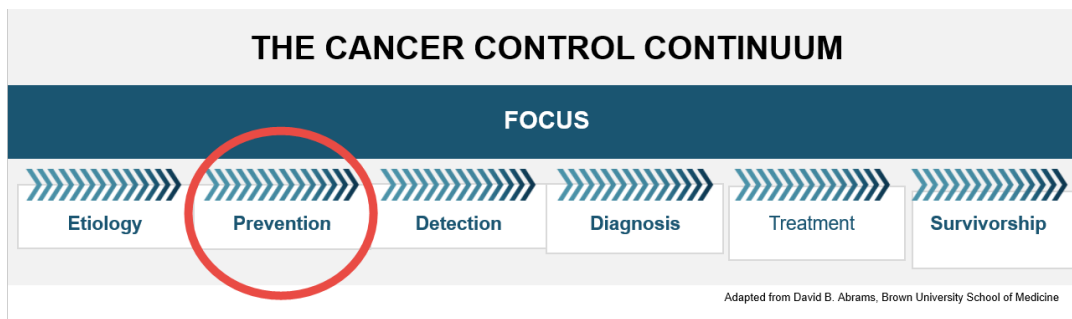 THE CANCER CONTROL CONTINUUM
FOCUS
Etiology
Prevention
Detection
Diagnosis
Treatment
Survivorship
Adapted from David B. Abrams, Brown University School of Medicine